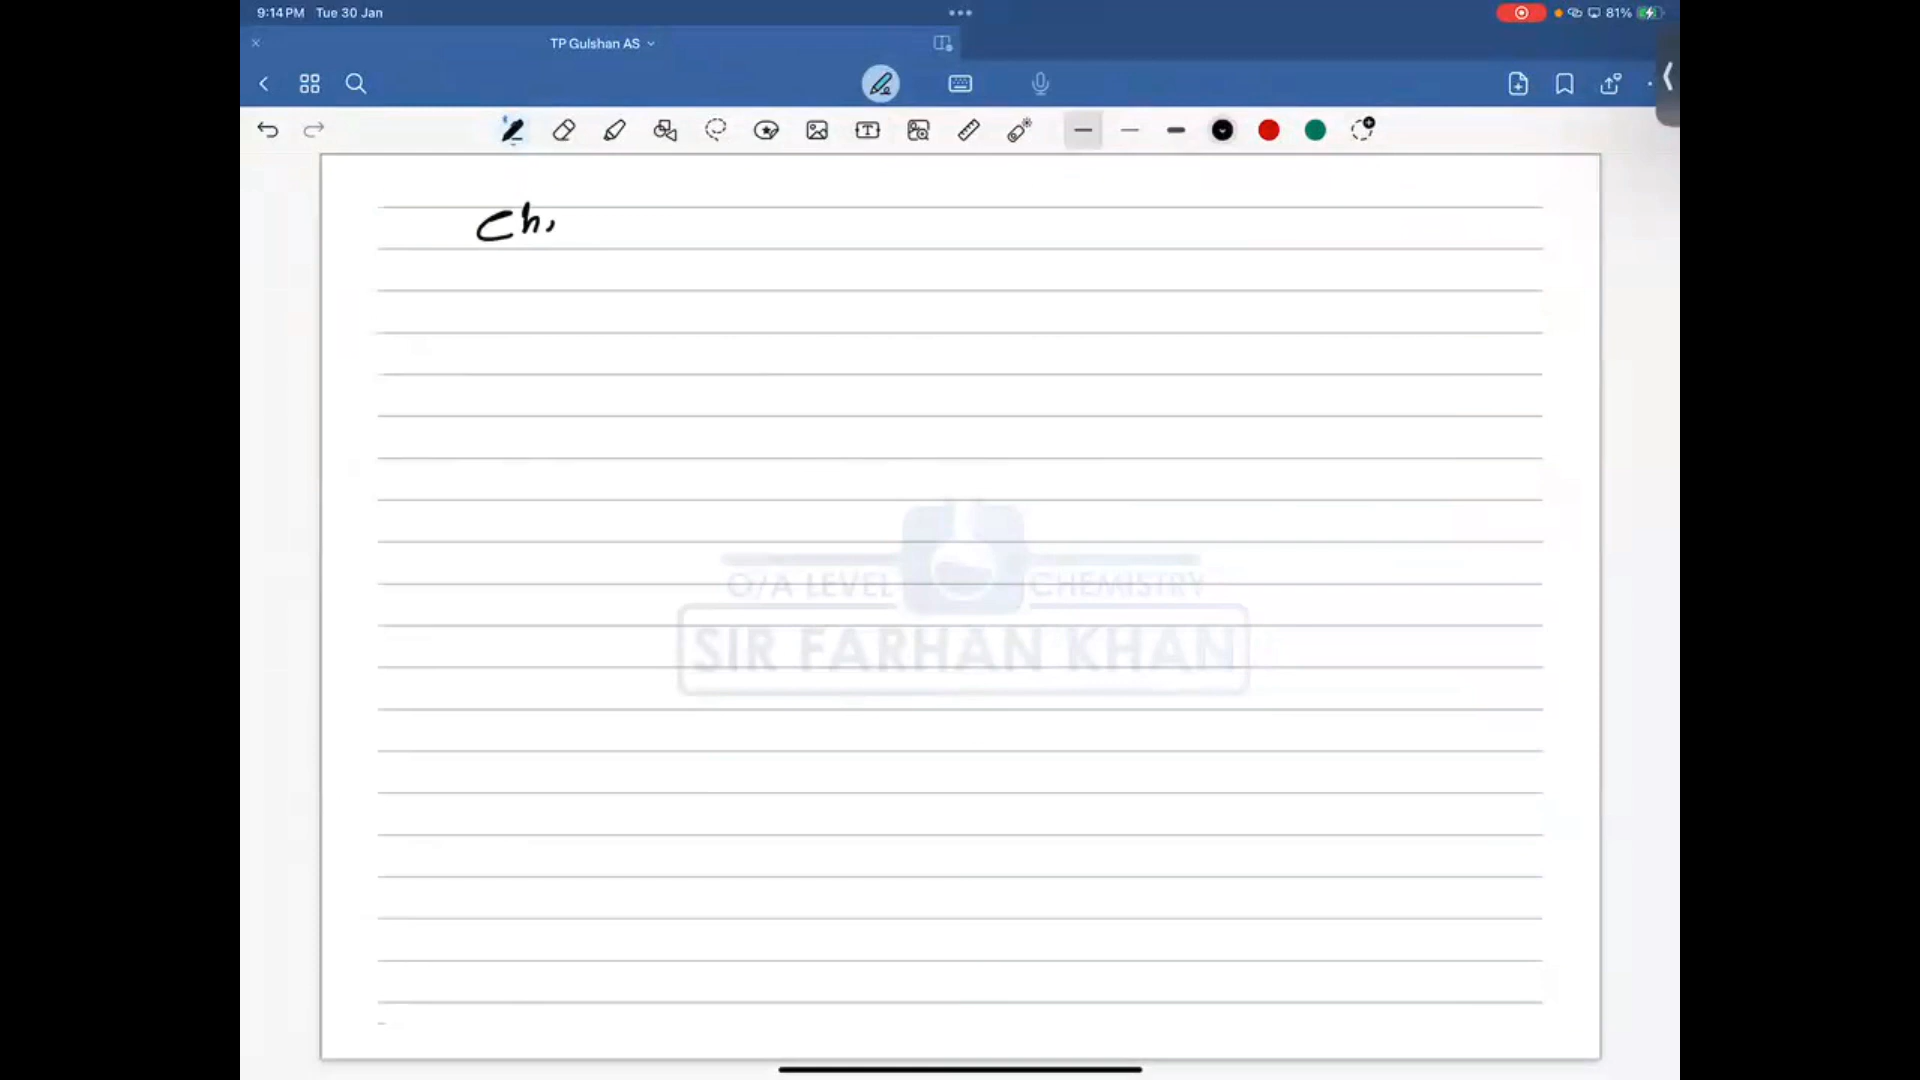 9:14 PM Tue 30 Jan
81%
TP Gulshan AS
Ch
O/A LEVEL CHEMISTRY
SIR FARHAN KHAN